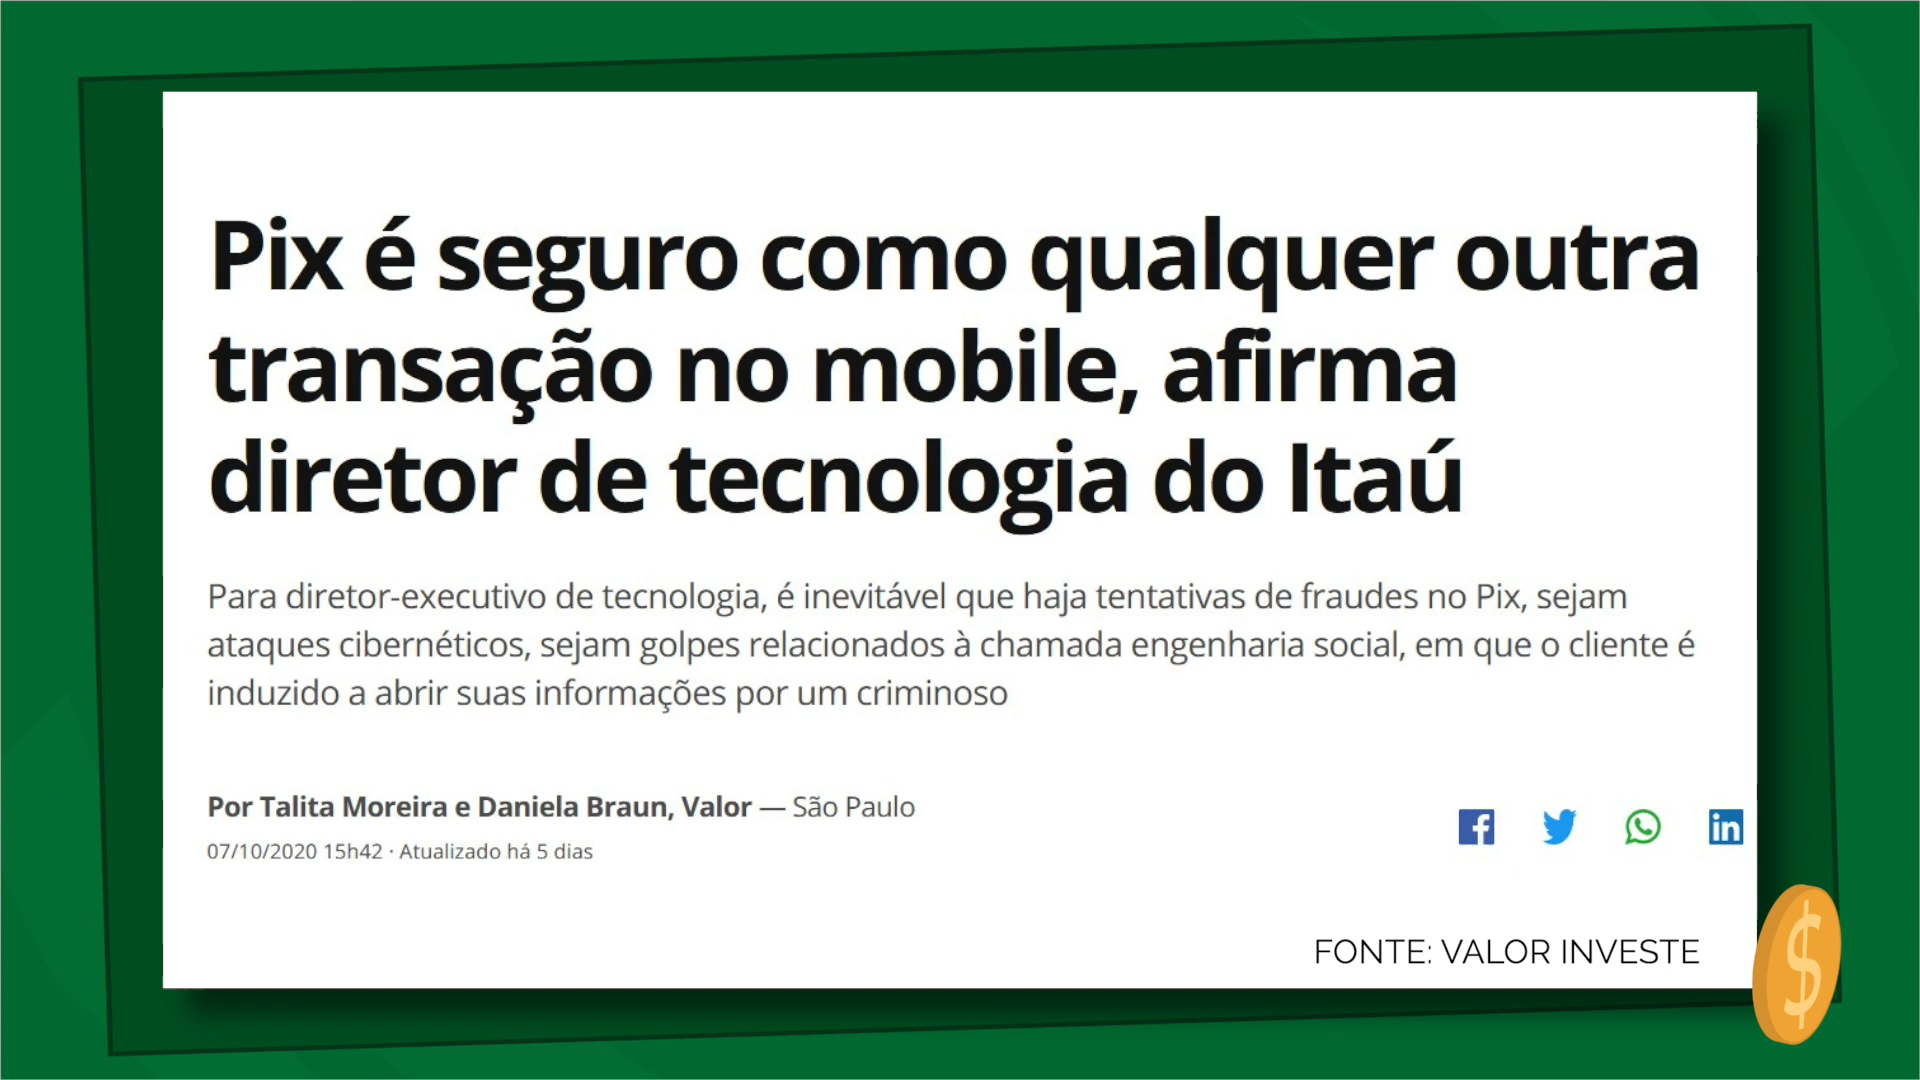 Pix é seguro como qualquer outra
transação no mobile, afirma
diretor de tecnologia do Itaú
Para diretor-executivo de tecnologia, é inevitável que haja tentativas de fraudes no Pix, sejam
ataques cibernéticos, sejam golpes relacionados à chamada engenharia social, em que o cliente é
induzido a abrir suas informações por um criminoso
Por Talita Moreira e Daniela Braun, Valor — São Paulo
07/10/2020 15h42 · Atualizado há 5 dias
FONTE: VALOR INVESTE